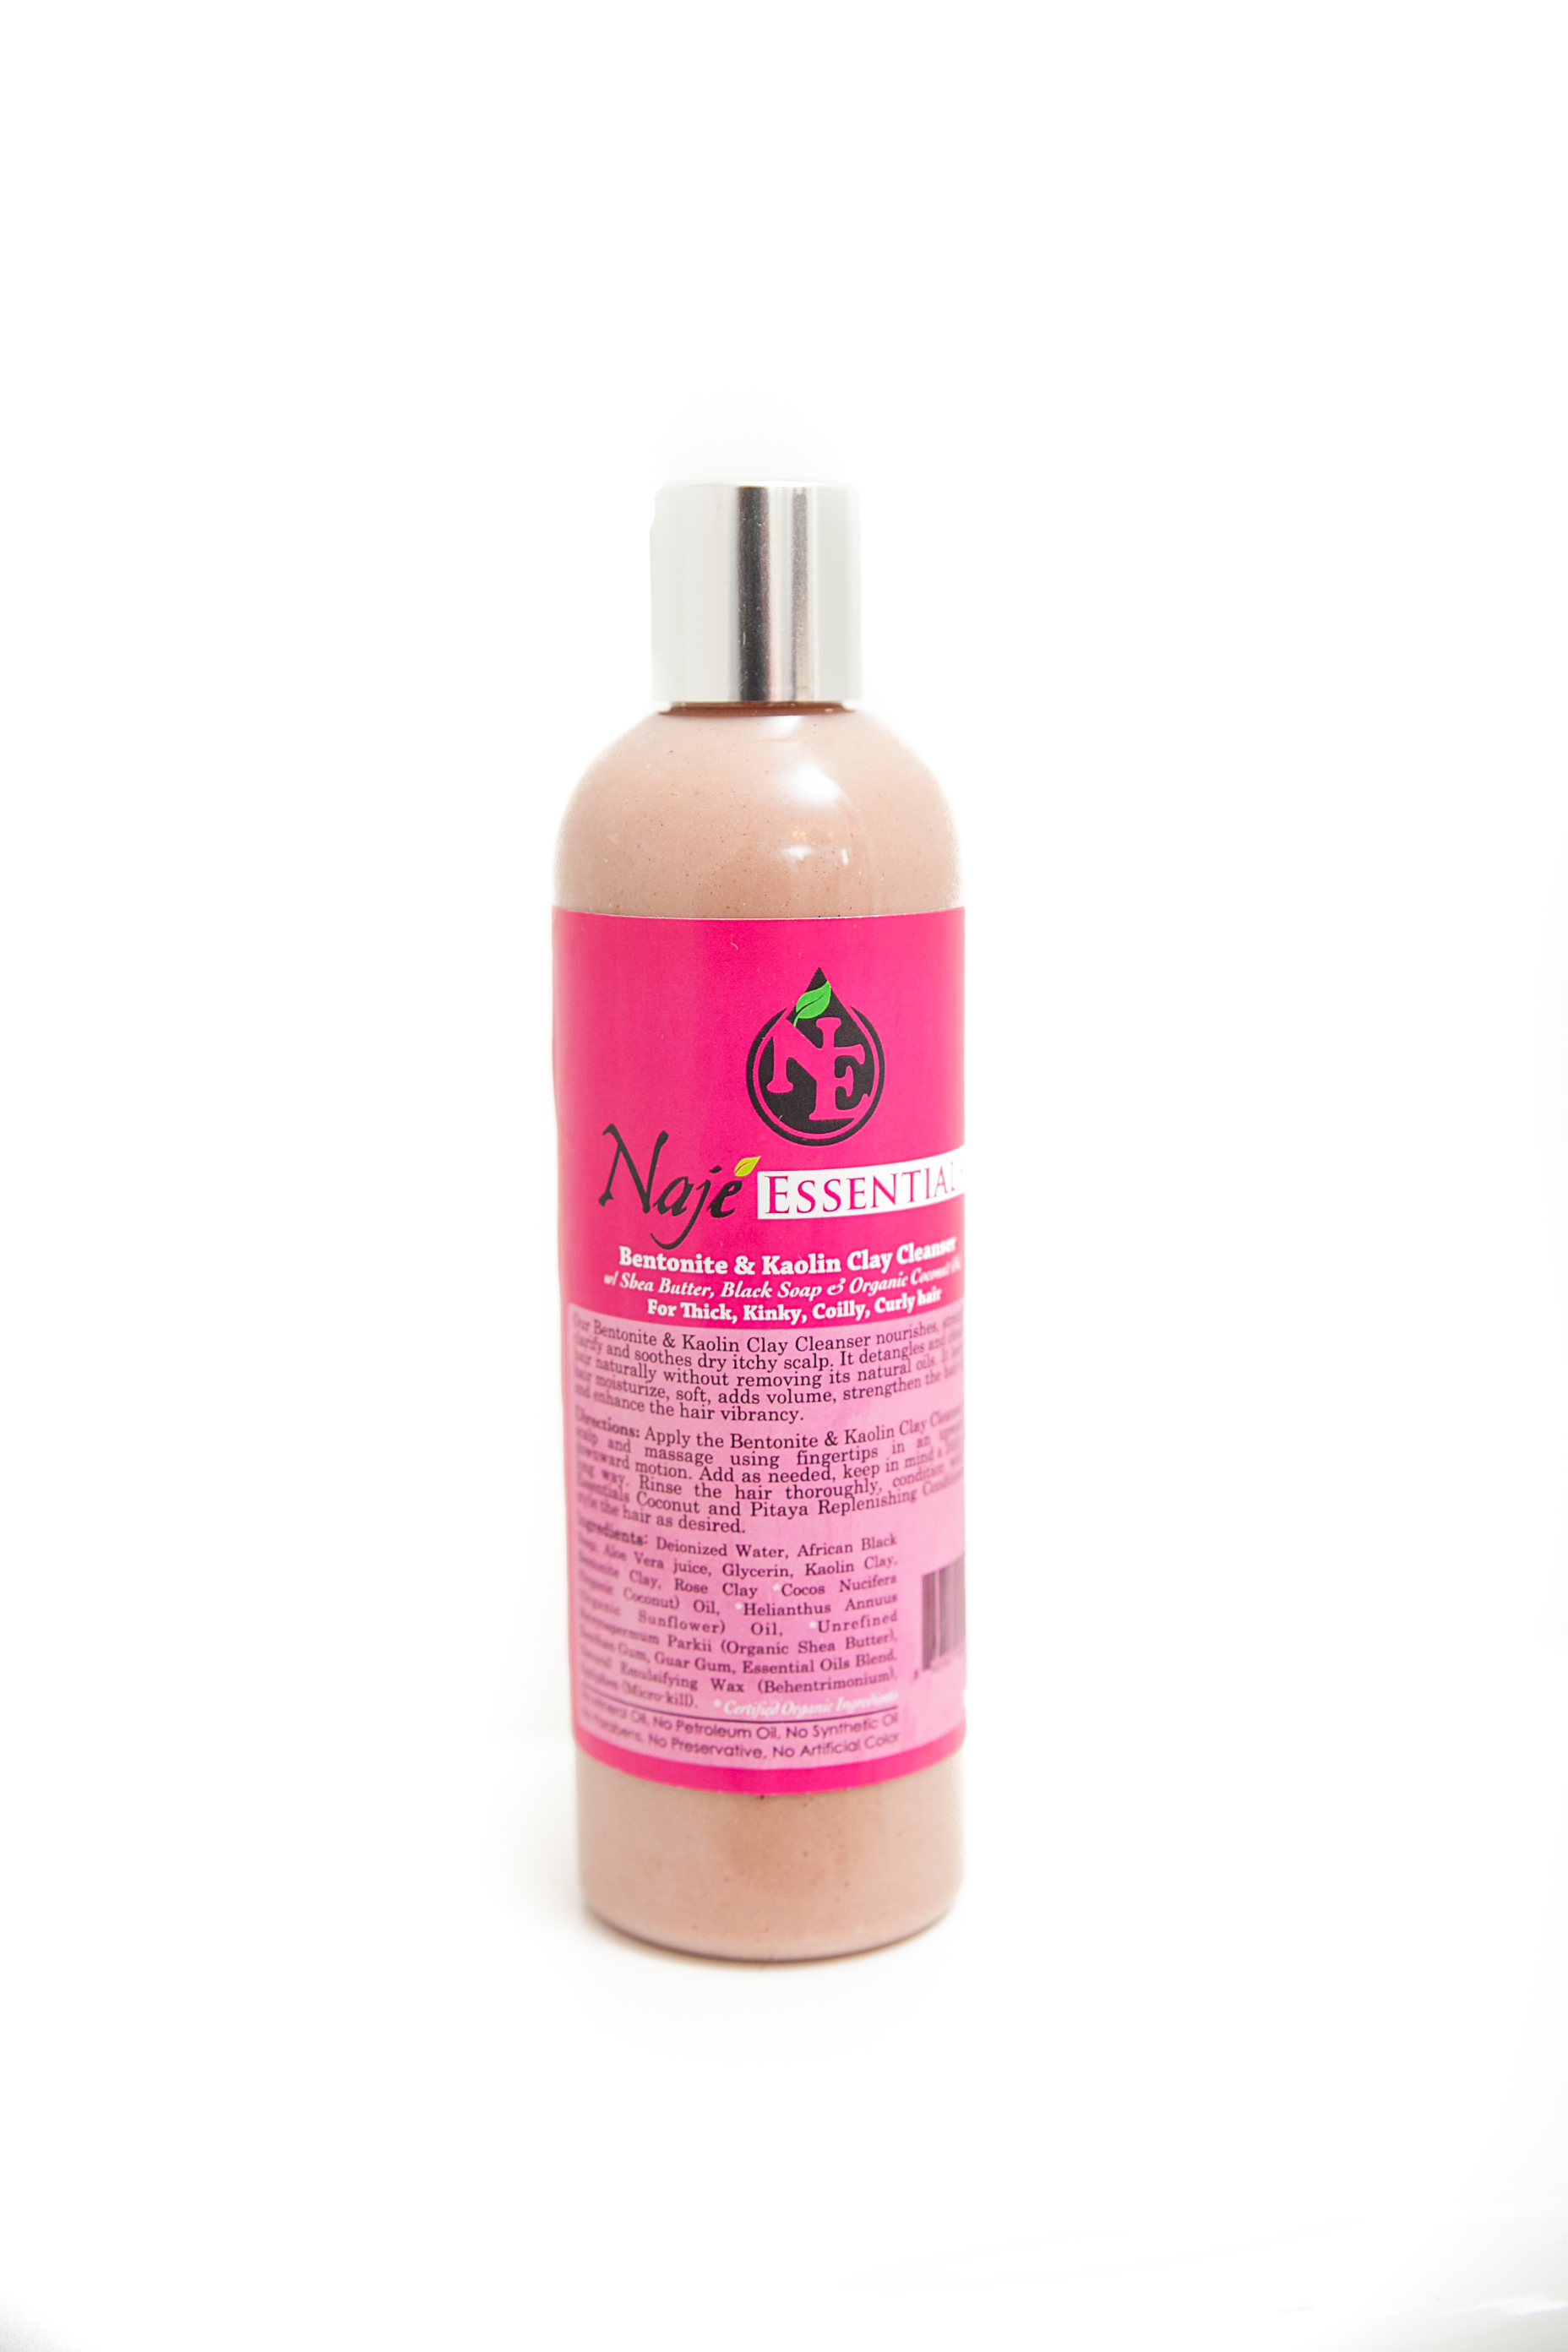 NE
Najé ESSENTIAL
Bentonite & Kaolin Clay Cleanser
w/ Shea Butter, Black Soap & Organic Coconut
For Thick, Kinky, Coilly, Curly hair
Our Bentonite & Kaolin Clay Cleanser nourishes,
and soothes dry itchy scalp. It detangles and
hair naturally without removing its natural oils. It
hair moisturize, soft, adds volume, strengthen the hair
and enhance the hair vibrancy.
Directions: Apply the Bentonite & Kaolin Clay
and massage using fingertips in an
downward motion. Add as needed, keep in mind a
way. Rinse the hair thoroughly, condition
Essentials Coconut and Pitaya Replenishing
style the hair as desired.
Ingredients: Deionized Water, African Black
Aloe Vera juice, Glycerin, Kaolin Clay,
Bentonite Clay, Rose Clay *Cocos Nucifera
(Organic Coconut) Oil, *Helianthus Annuus
(Organic Sunflower) Oil, *Unrefined
Parkii (Organic Shea Butter),
Gum, Guar Gum, Essential Oils Blend,
Emulsifying Wax (Behentrimonium),
(Micro-kill). *Certified Organic Ingredients
Oil, No Petroleum Oil, No Synthetic Oil
No Preservative, No Artificial Color